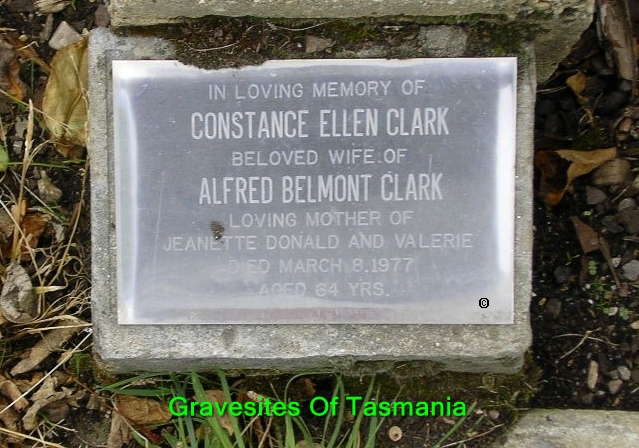 IN LOVING MEMORY OF
CONSTANCE ELLEN CLARK
BELOVED WIFE OF
ALFRED BELMONT CLARK
LOVING MOTHER OF
JEANETTE DONALD AND VALERIE
DIED MARCH 8.1977
AGED 64 YRS.
©
Gravesites Of Tasmania